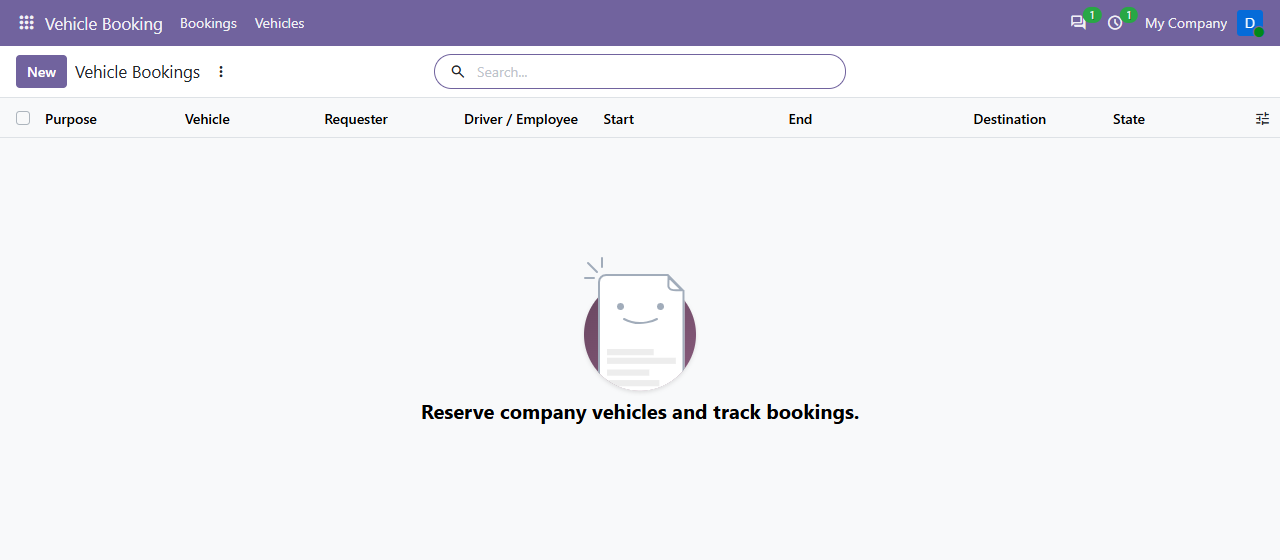 Vehicle Booking Bookings Vehicles 1 1 My Company D
New Vehicle Bookings Search...
Purpose Vehicle Requester Driver / Employee Start End Destination State
Reserve company vehicles and track bookings.